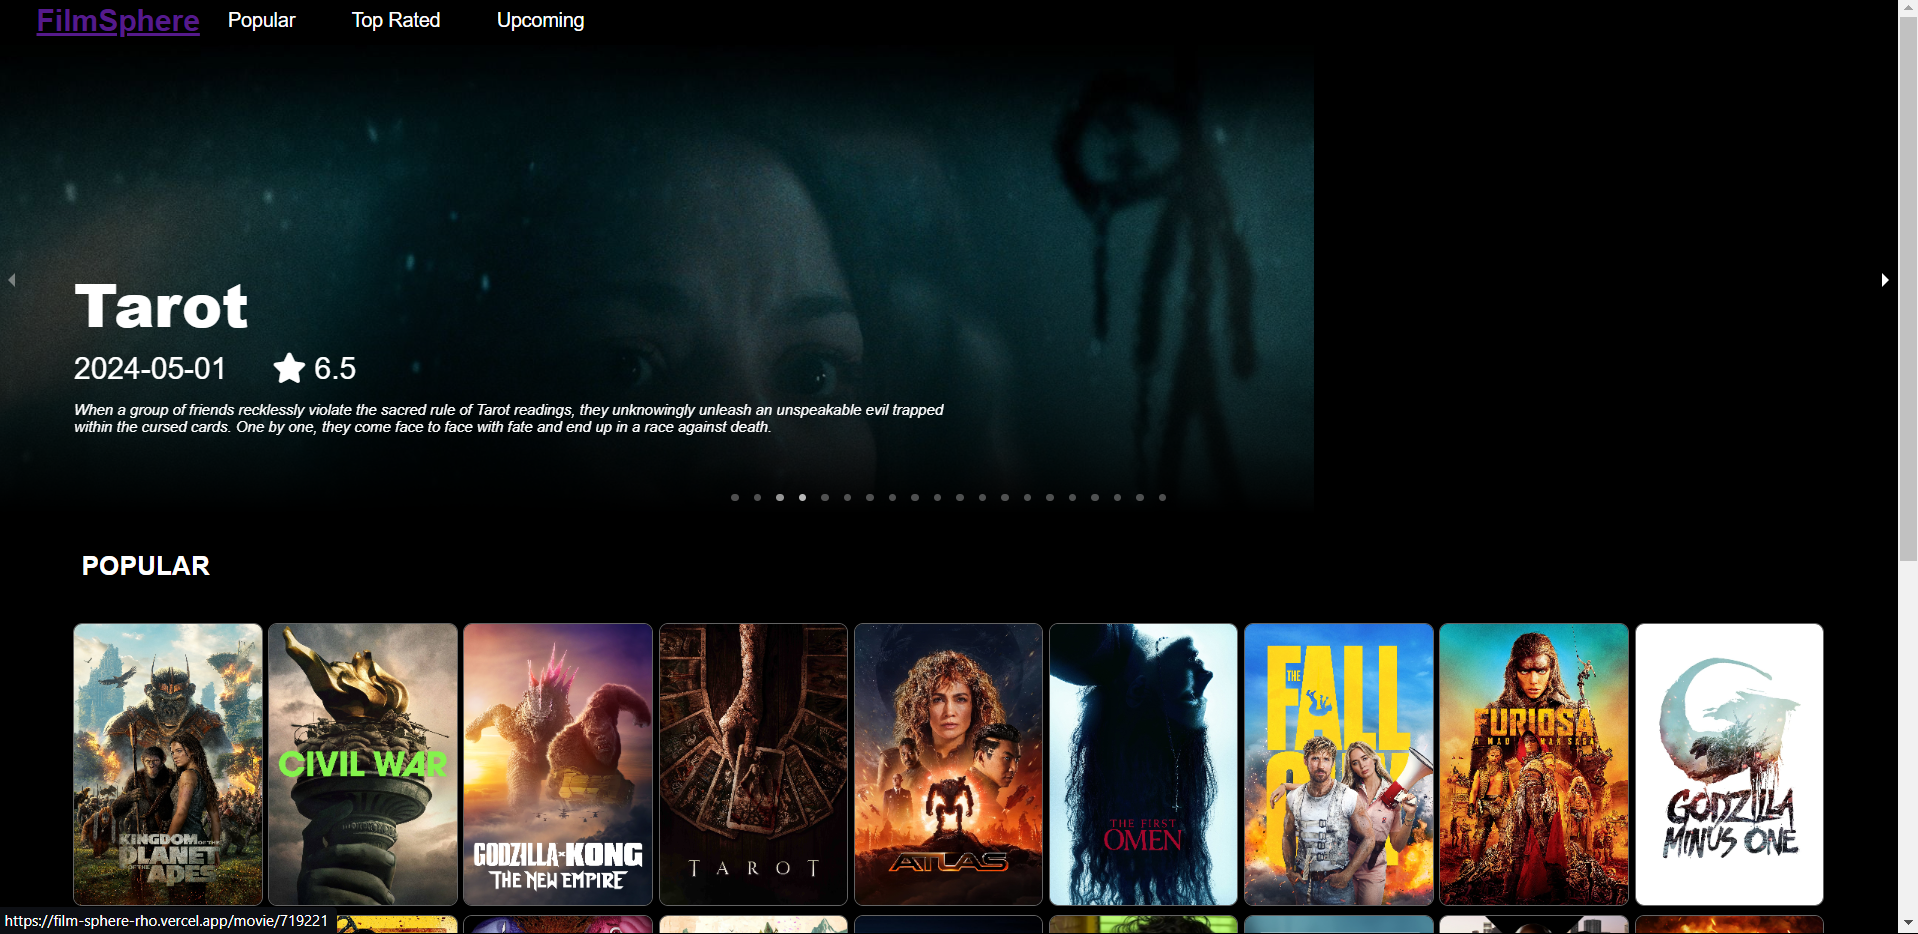 FilmSphere
Popular
Top Rated
Upcoming
Tarot
2024-05-01
6.5
When a group of friends recklessly violate the sacred rule of Tarot readings, they unknowingly unleash an unspeakable evil trapped
within the cursed cards. One by one, they come face to face with fate and end up in a race against death.
POPULAR
KINGDOM OF THE
PLANET
OF THE APES
CIVIL WAR
GODZILLA x KONG
THE NEW EMPIRE
TAROT
ATLAS
THE FIRST
OMEN
THE
FALL
GUY
FURIOSA
A MAD MAX SAGA
GODZILLA
MINUS ONE
https://film-sphere-rho.vercel.app/movie/719221